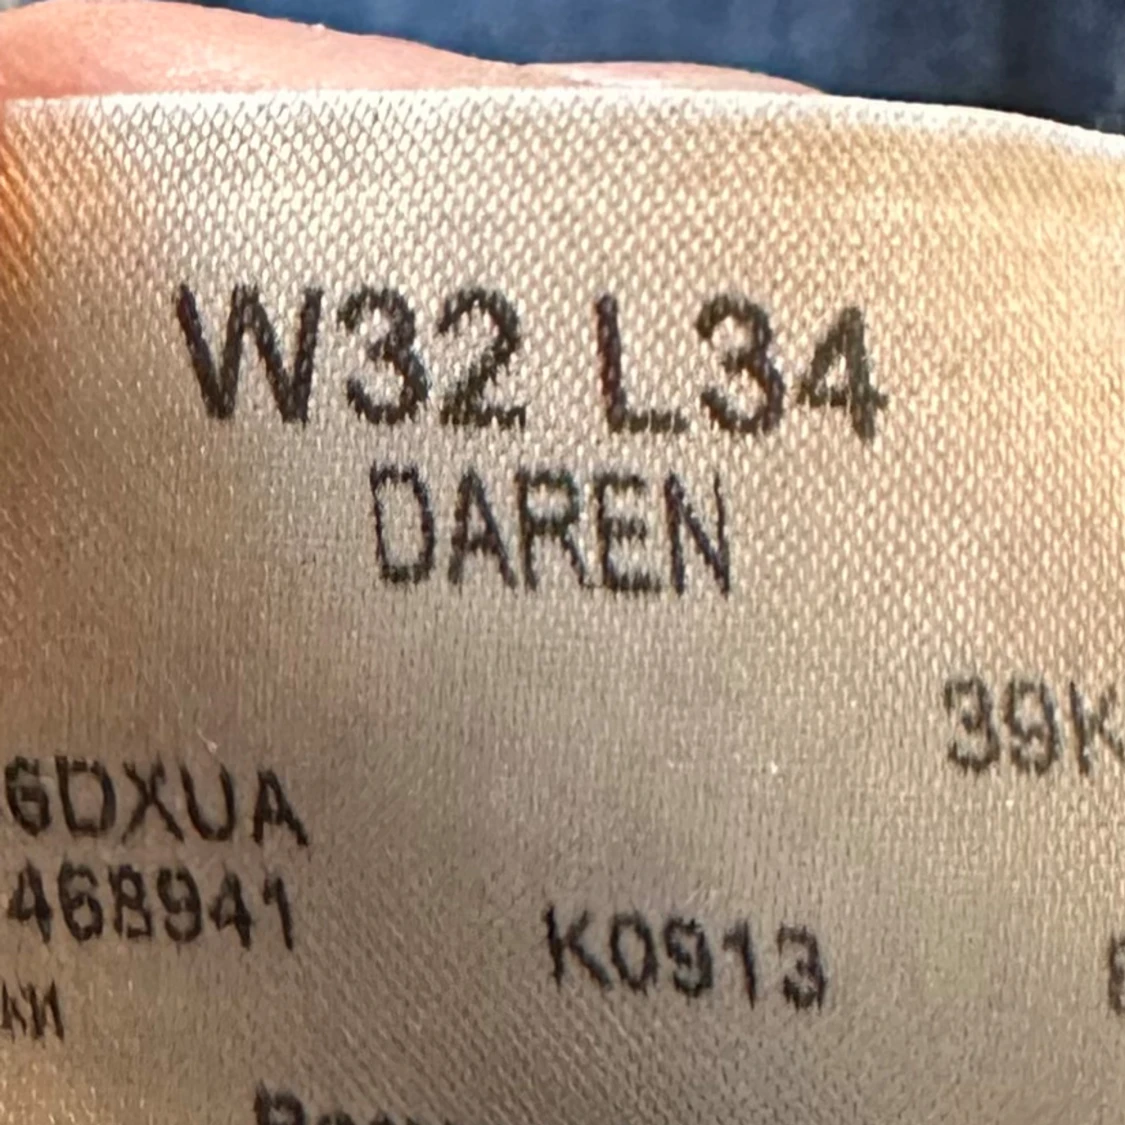 W32 L34
DAREN
39K
6DXUA
468941
K0913